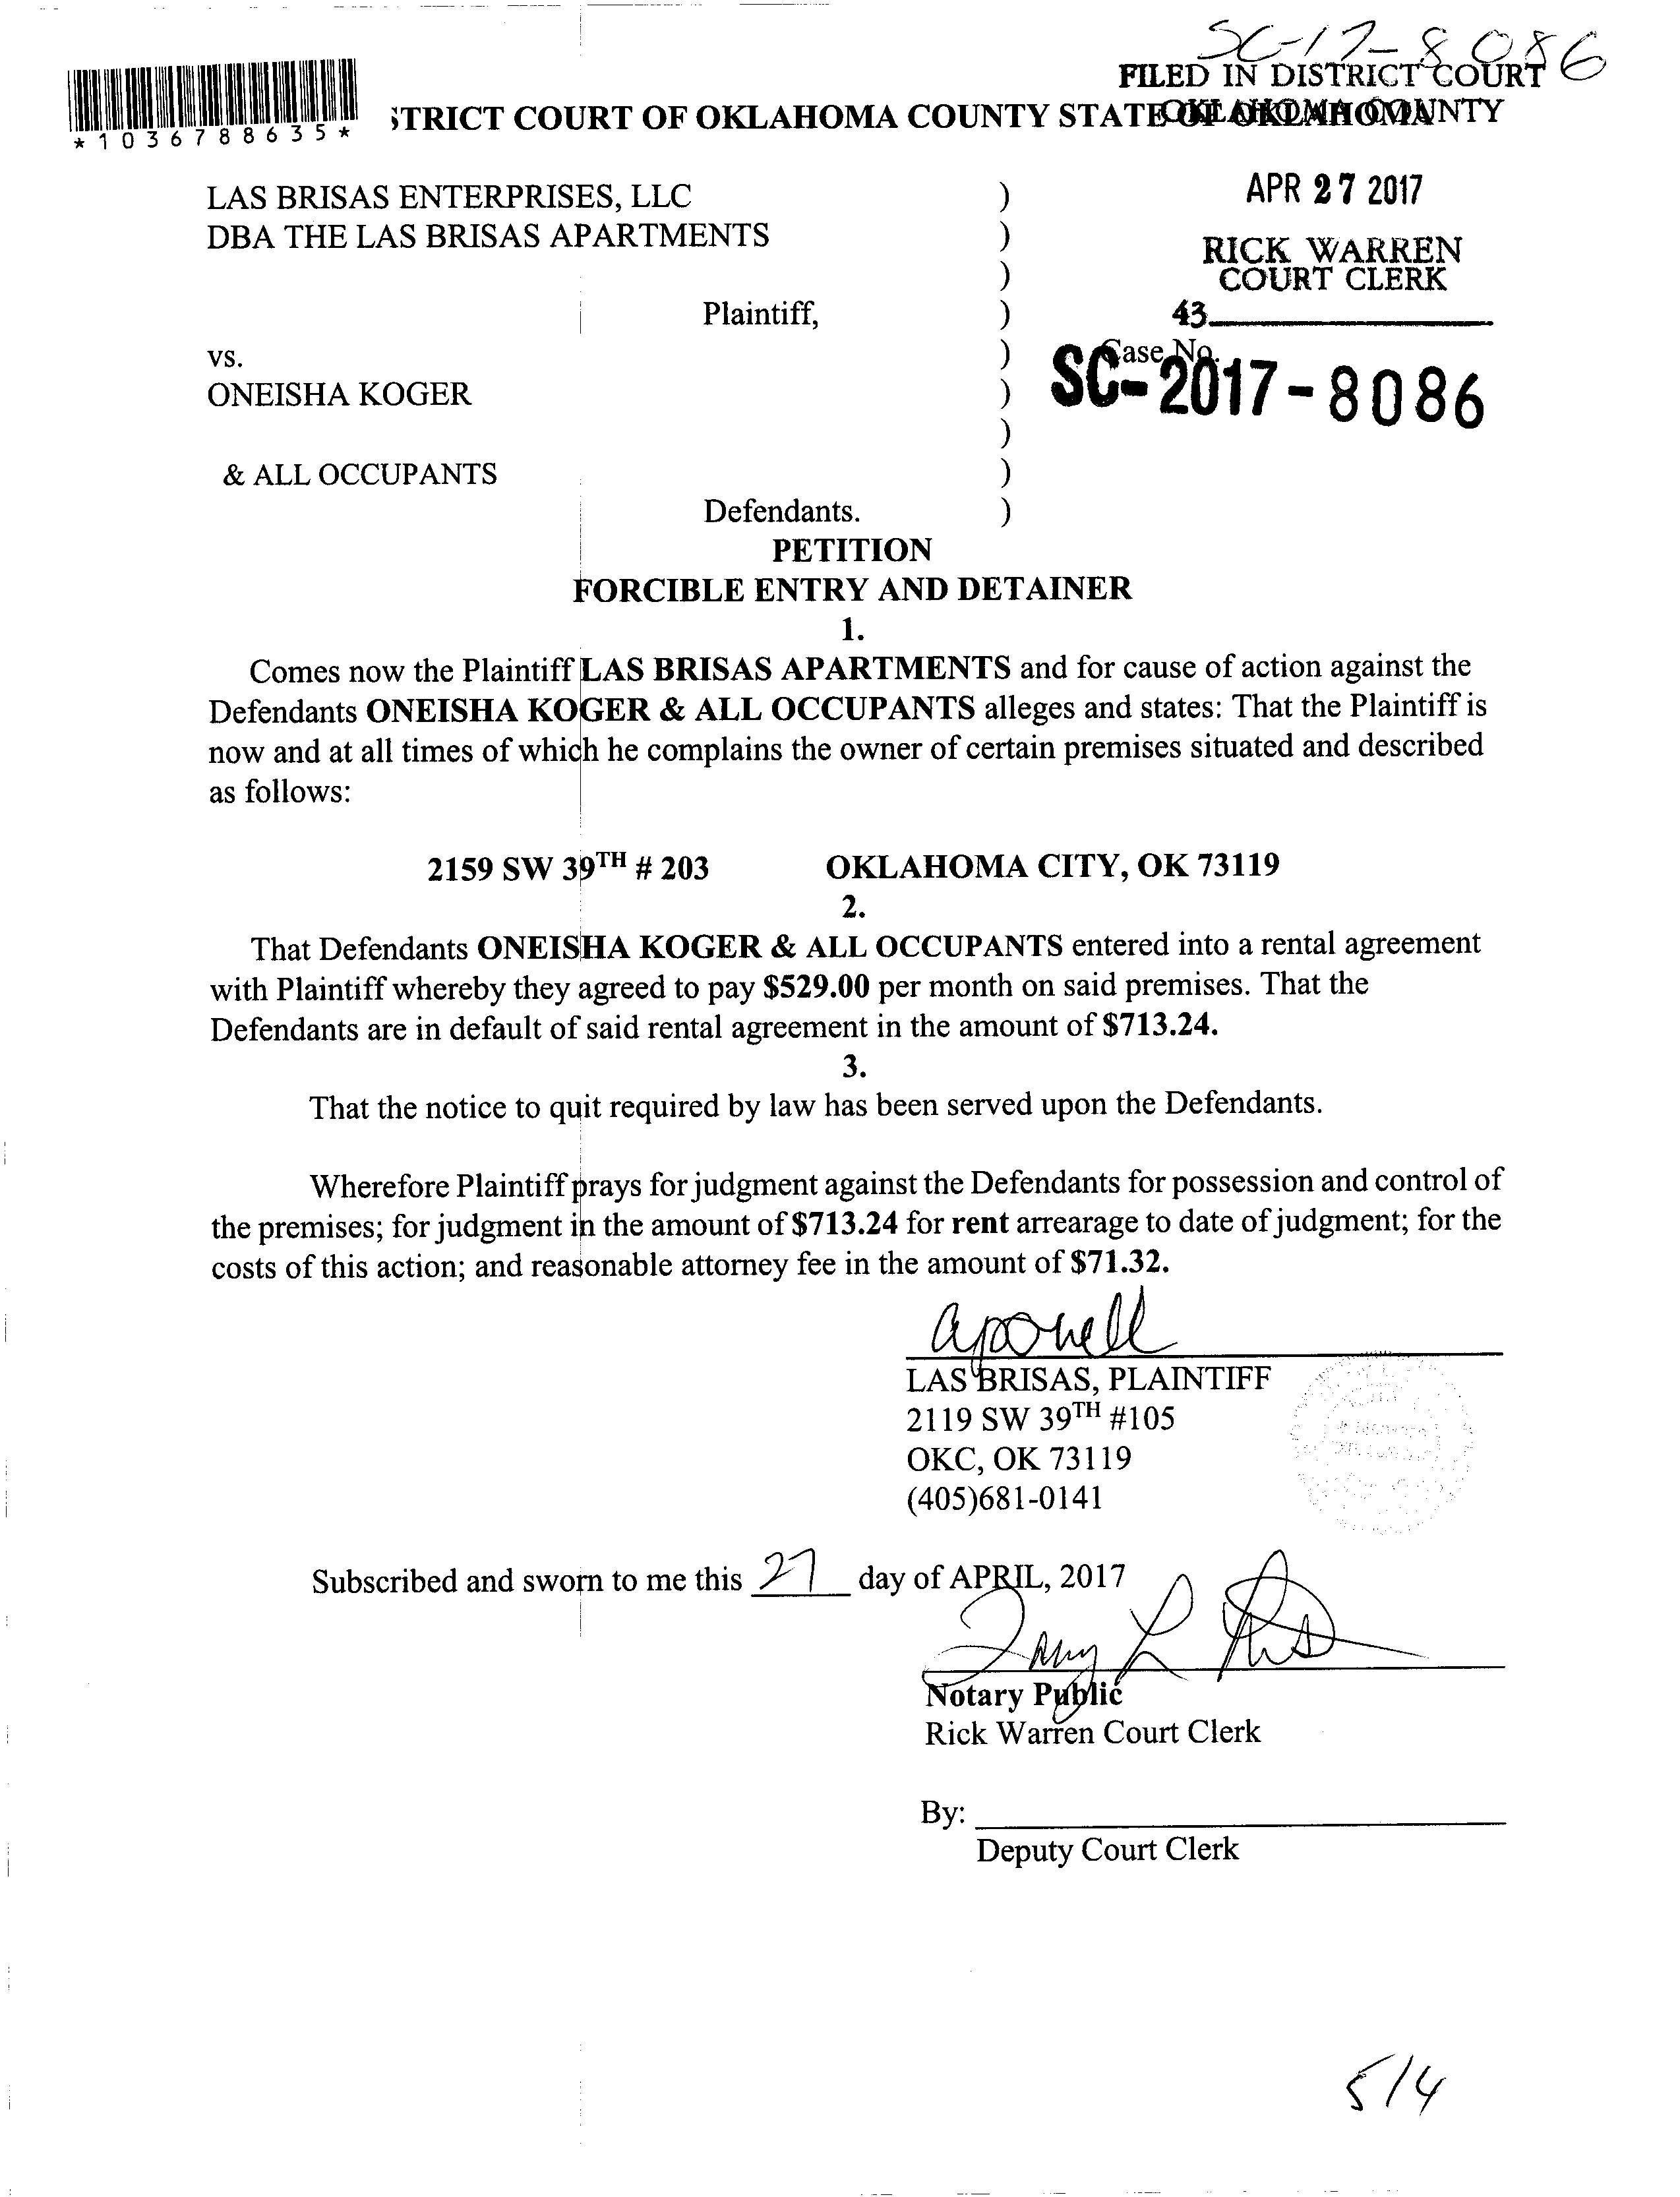 SC-17-8086
FILED IN DISTRICT COURT
OKLAHOMA COUNTY
*1036788635*
STRICT COURT OF OKLAHOMA COUNTY STATE OF OKLAHOMA
LAS BRISAS ENTERPRISES, LLC )
DBA THE LAS BRISAS APARTMENTS )
)
Plaintiff, )
vs. )
ONEISHA KOGER )
)
& ALL OCCUPANTS )
Defendants. )
APR 27 2017
RICK WARREN
COURT CLERK
43
Case No.
SC-2017-8086
PETITION
FORCIBLE ENTRY AND DETAINER
1.
Comes now the Plaintiff LAS BRISAS APARTMENTS and for cause of action against the
Defendants ONEISHA KOGER & ALL OCCUPANTS alleges and states: That the Plaintiff is
now and at all times of which he complains the owner of certain premises situated and described
as follows:
2159 SW 39TH # 203 OKLAHOMA CITY, OK 73119
2.
That Defendants ONEISHA KOGER & ALL OCCUPANTS entered into a rental agreement
with Plaintiff whereby they agreed to pay $529.00 per month on said premises. That the
Defendants are in default of said rental agreement in the amount of $713.24.
3.
That the notice to quit required by law has been served upon the Defendants.
Wherefore Plaintiff prays for judgment against the Defendants for possession and control of
the premises; for judgment in the amount of $713.24 for rent arrearage to date of judgment; for the
costs of this action; and reasonable attorney fee in the amount of $71.32.
apowell
LAS BRISAS, PLAINTIFF
2119 SW 39TH #105
OKC, OK 73119
(405)681-0141
Subscribed and sworn to me this 27 day of APRIL, 2017
Notary Public
Rick Warren Court Clerk
By:
Deputy Court Clerk
5/4